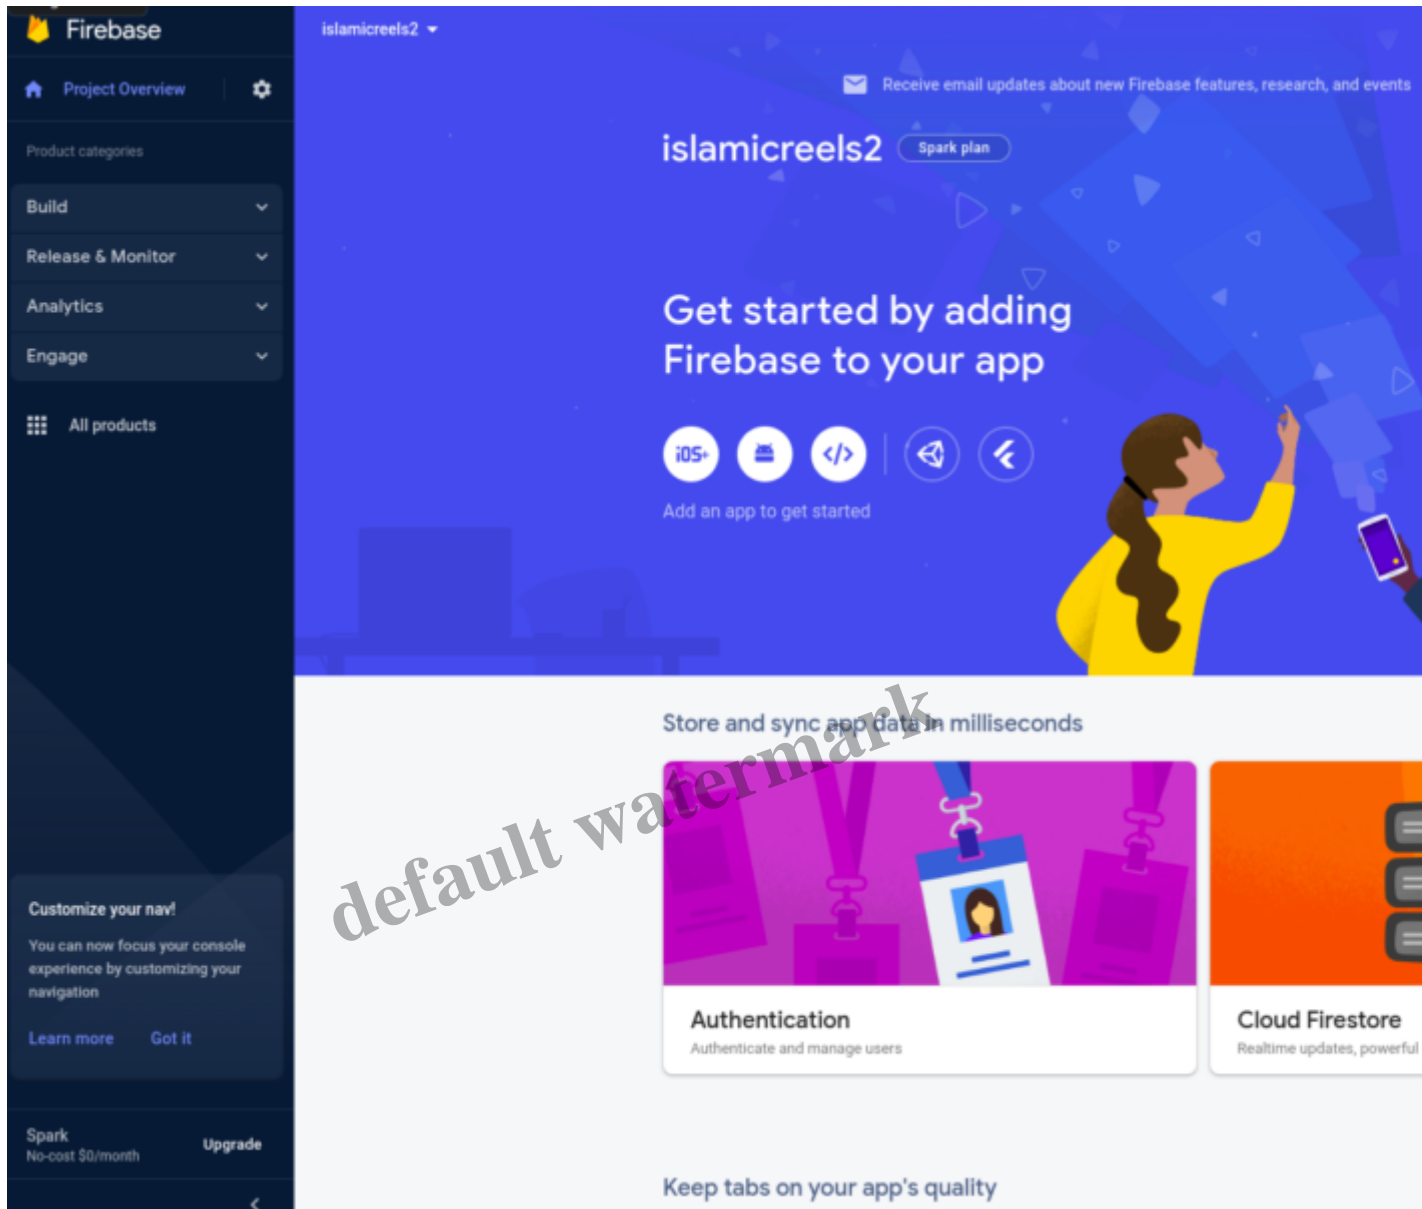 Firebase
Project Overview
Product categories
Build
Release & Monitor
Analytics
Engage
All products
Customize your nav!
You can now focus your console
experience by customizing your
navigation
Learn more Got it
Spark
No-cost $0/month
Upgrade
islamicreels2
Receive email updates about new Firebase features, research, and events
islamicreels2 Spark plan
Get started by adding
Firebase to your app
iOS+
Add an app to get started
Store and sync app data in milliseconds
default watermark
Authentication
Authenticate and manage users
Cloud Firestore
Realtime updates, powerful
Keep tabs on your app's quality